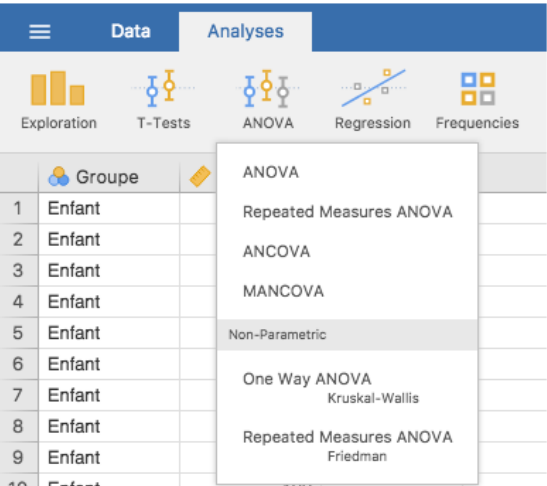 Data Analyses
Exploration T-Tests ANOVA Regression Frequencies
Groupe
ANOVA
1 Enfant
Repeated Measures ANOVA
2 Enfant
ANCOVA
3 Enfant
MANCOVA
4 Enfant
5 Enfant
Non-Parametric
6 Enfant
One Way ANOVA
7 Enfant
Kruskal-Wallis
8 Enfant
Repeated Measures ANOVA
9 Enfant
Friedman
10 Enfant